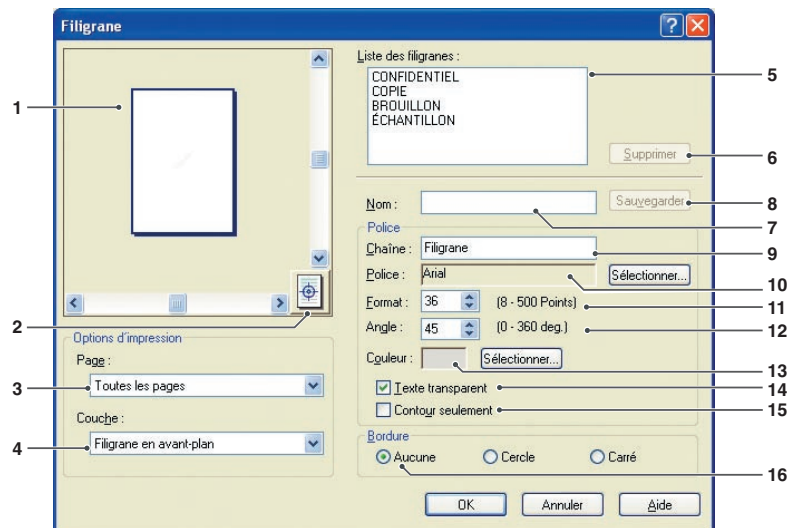 Filigrane
1
2
Options d'impression
Page :
3
Toutes les pages
Couche :
4
Filigrane en avant-plan
Liste des filigranes :
CONFIDENTIEL
COPIE
BROUILLON
ÉCHANTILLON
5
Supprimer
6
Nom :
Sauvegarder
8
7
Police
Chaîne : Filigrane
9
Police : Arial Sélectionner...
10
Format : 36 (8 - 500 Points)
11
Angle : 45 (0 - 360 deg.)
12
Couleur : Sélectionner...
13
Texte transparent
14
Contour seulement
15
Bordure
Aucune Cercle Carré
16
OK Annuler Aide